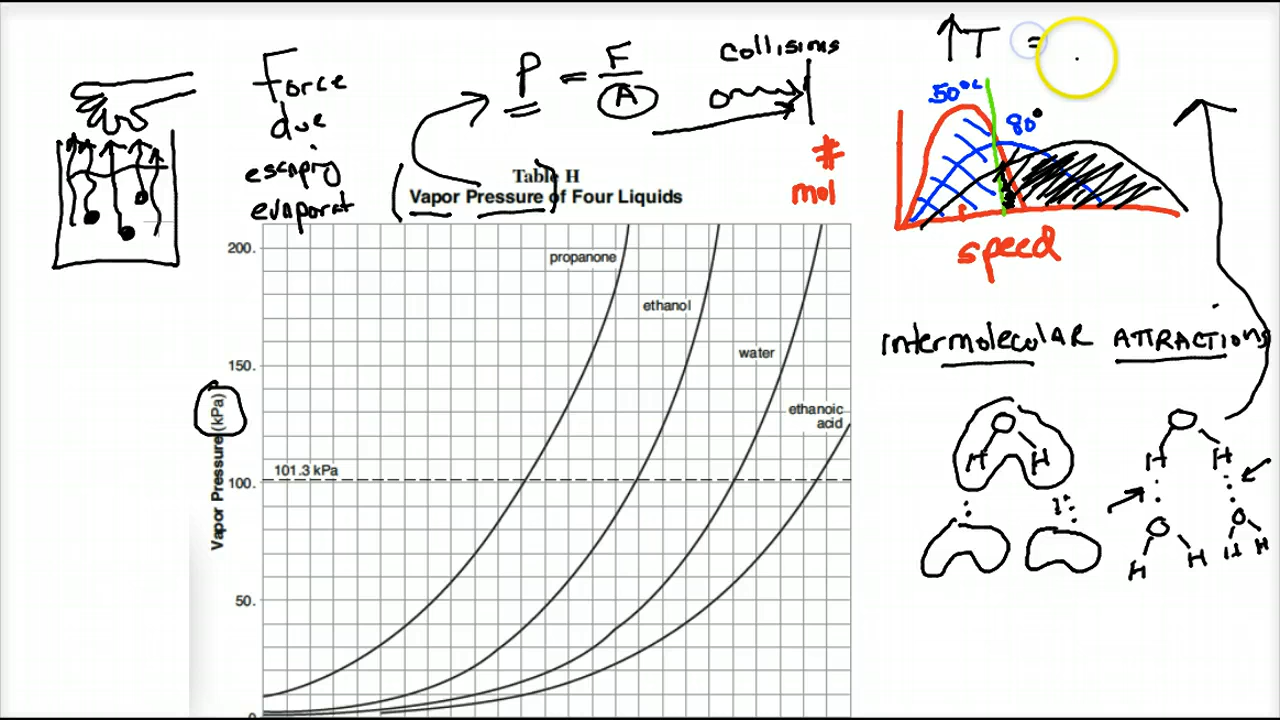 Force
due
escaping
evaporat
P = F
A
collisions
# 
mol
↑T =
50°C
80°
speed
Intermolecular ATTRACTIONS
O
H H
O
H H
O
H H
O
H H
Table H
Vapor Pressure of Four Liquids
Vapor Pressure (kPa)
200.
150.
100.
50.
0
101.3 kPa
propanone
ethanol
water
ethanoic
acid